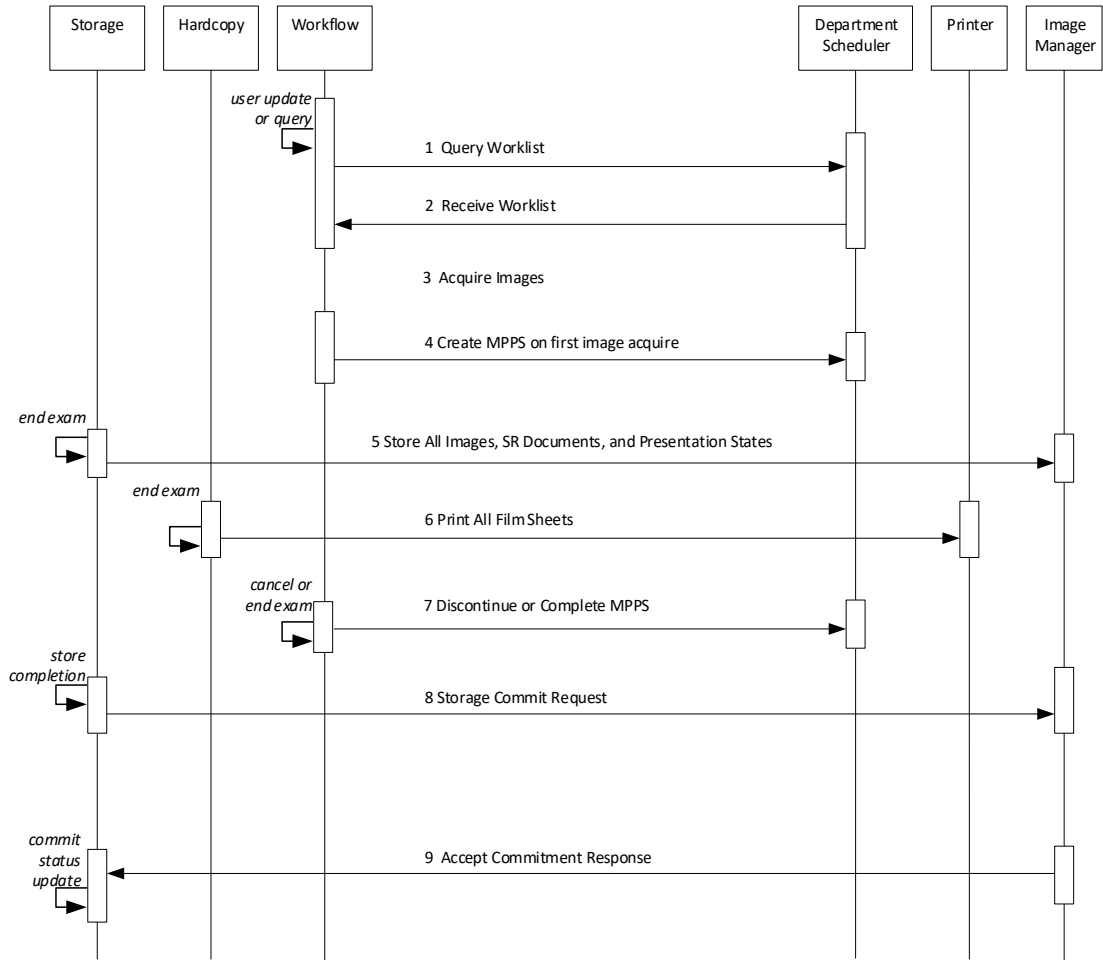 Storage
Hardcopy
Workflow
Department
Scheduler
Printer
Image
Manager
user update
or query
1 Query Worklist
2 Receive Worklist
3 Acquire Images
4 Create MPPS on first image acquire
end exam
5 Store All Images, SR Documents, and Presentation States
end exam
6 Print All Film Sheets
cancel or
end exam
7 Discontinue or Complete MPPS
store
completion
8 Storage Commit Request
commit
status
update
9 Accept Commitment Response